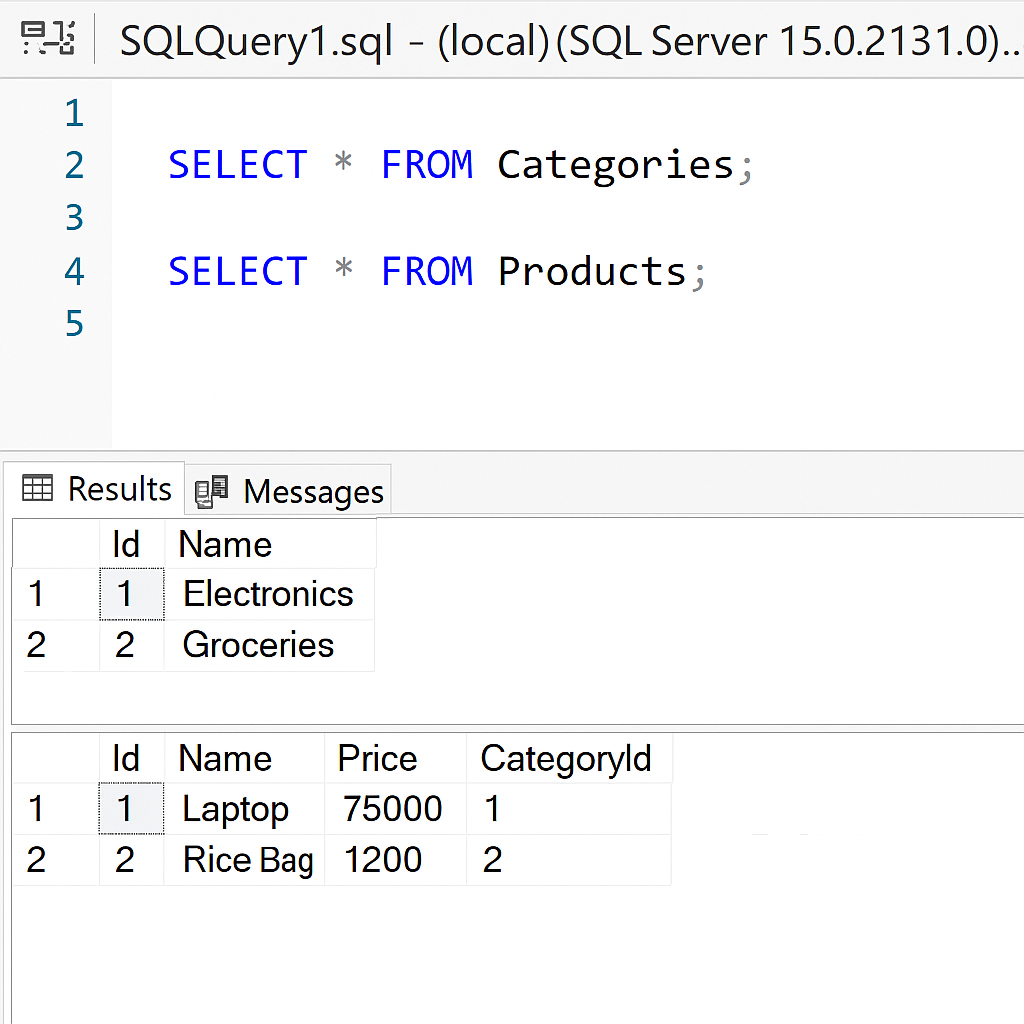 SQLQuery1.sql - (local)(SQL Server 15.0.2131.0)...
1
2 SELECT * FROM Categories;
3
4 SELECT * FROM Products;
5
Results Messages
Id Name
1 1 Electronics
2 2 Groceries
Id Name Price CategoryId
1 1 Laptop 75000 1
2 2 Rice Bag 1200 2